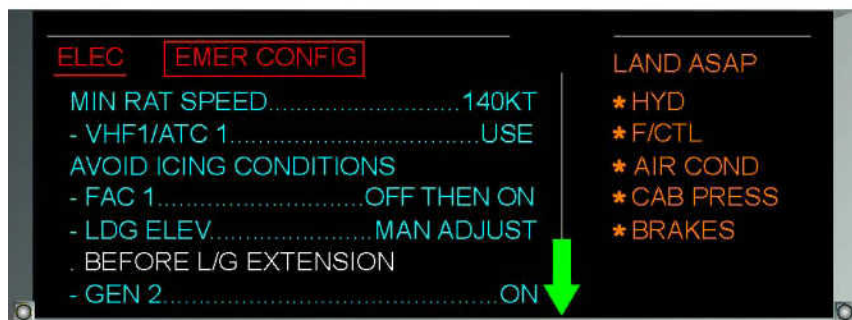 ELEC EMER CONFIG
MIN RAT SPEED...........................140KT
- VHF1/ATC 1...................................USE
AVOID ICING CONDITIONS
- FAC 1........................OFF THEN ON
- LDG ELEV.......................MAN ADJUST
. BEFORE L/G EXTENSION
- GEN 2...............................................ON
LAND ASAP
* HYD
* F/CTL
* AIR COND
* CAB PRESS
* BRAKES